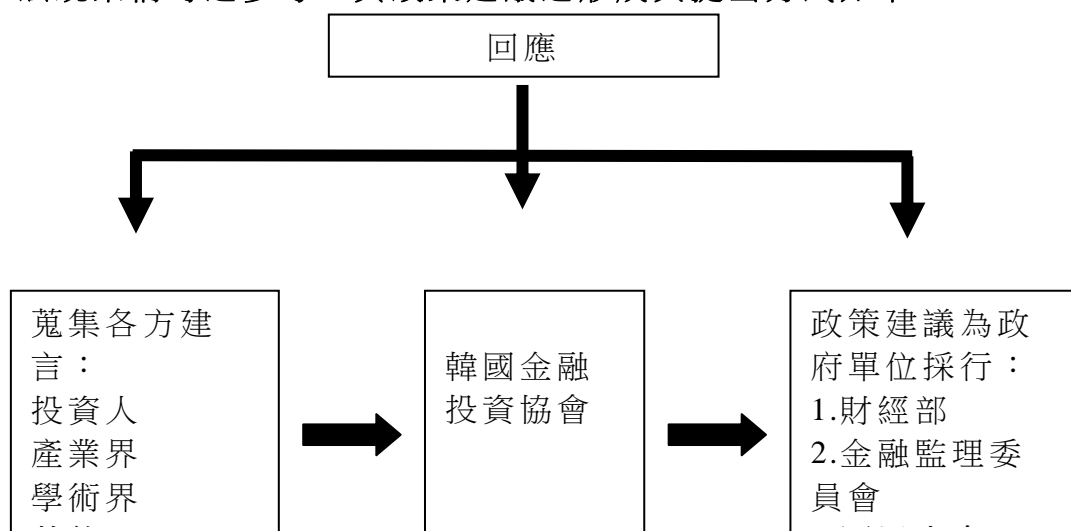 回應
蒐集各方建
言：
投資人
產業界
學術界
韓國金融
投資協會
政策建議為政
府單位採行：
1.財經部
2.金融監理委
員會